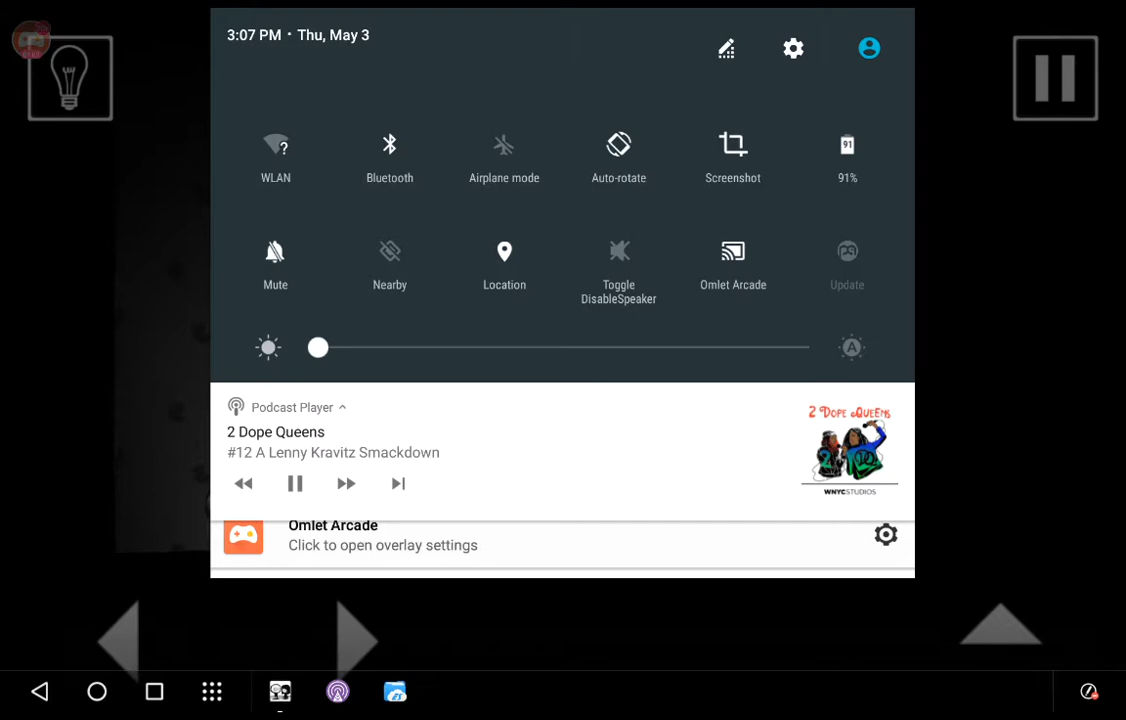 3:07 PM • Thu, May 3
WLAN
Bluetooth
Airplane mode
Auto-rotate
Screenshot
91
91%
Mute
Nearby
Location
Toggle
DisableSpeaker
Omlet Arcade
Update
A
Podcast Player
2 Dope Queens
#12 A Lenny Kravitz Smackdown
2 DOPE QUEENS
WNYCSTUDIOS
Omlet Arcade
Click to open overlay settings